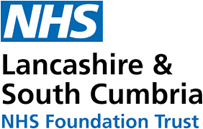 NHS
Lancashire &
South Cumbria
NHS Foundation Trust